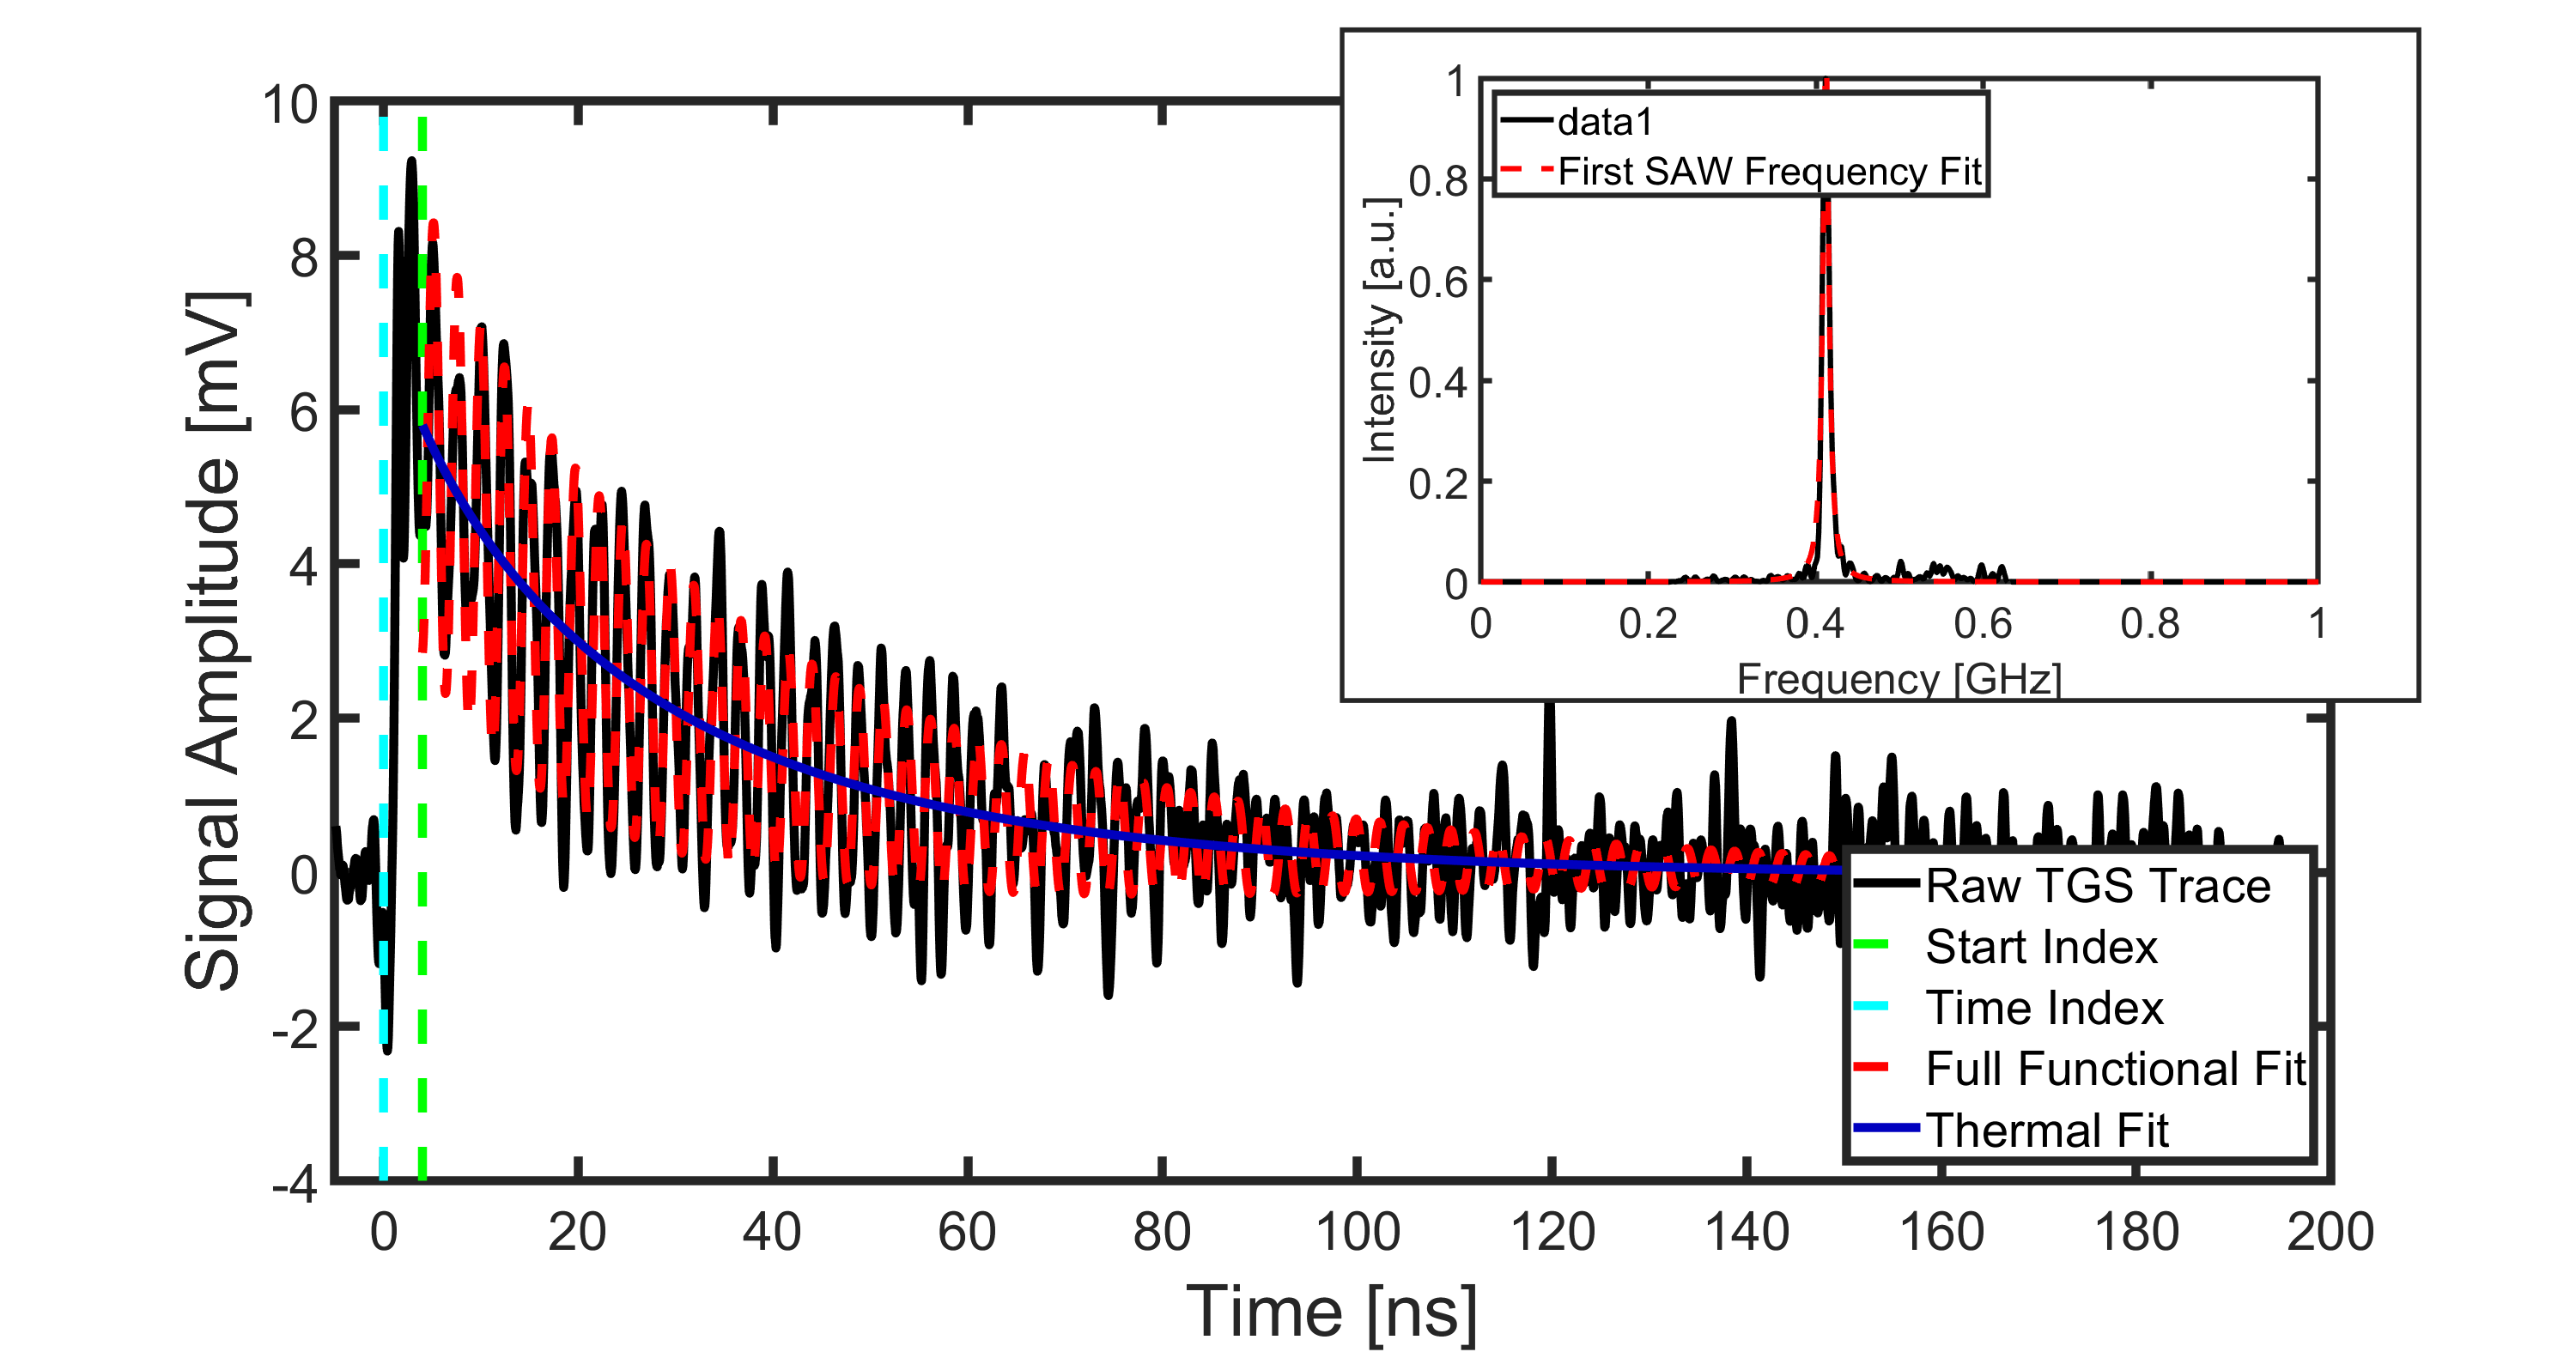 10
8
6
4
2
0
-2
-4
Signal Amplitude [mV]
0 20 40 60 80 100 120 140 160 180 200
Time [ns]
1
0.8
0.6
0.4
0.2
0
Intensity [a.u.]
data1
First SAW Frequency Fit
0 0.2 0.4 0.6 0.8 1
Frequency [GHz]
Raw TGS Trace
Start Index
Time Index
Full Functional Fit
Thermal Fit